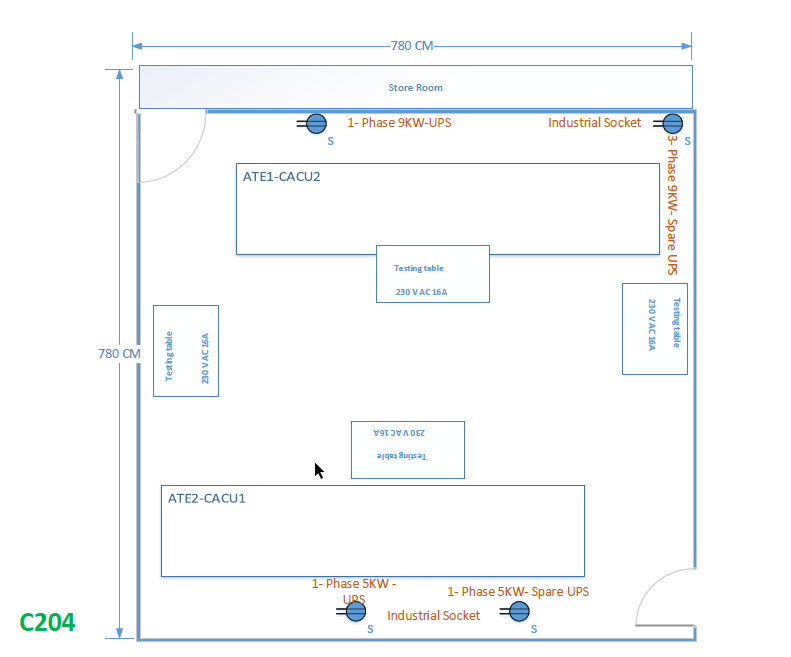 780 CM
Store Room
1- Phase 9KW-UPS
Industrial Socket
S
S
3- Phase 9KW- Spare UPS
ATE1-CACU2
Testing table
230 V AC 16A
Testing table
230 V AC 16A
780 CM
Testing table
230 V AC 16A
Testing table
230 V AC 16A
ATE2-CACU1
1- Phase 5KW -
UPS
1- Phase 5KW- Spare UPS
Industrial Socket
S
S
C204